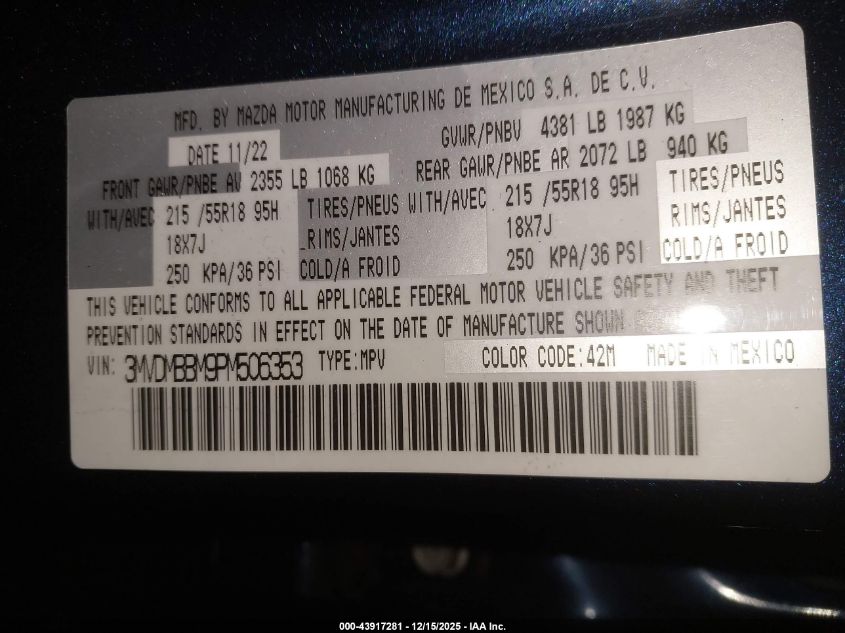 MFD. BY MAZDA MOTOR MANUFACTURING DE MEXICO S.A. DE C.V.
DATE 11/22 GVWR/PNBV 4381 LB 1987 KG
FRONT GAWR/PNBE AV 2355 LB 1068 KG REAR GAWR/PNBE AR 2072 LB 940 KG
WITH/AVEC 215 /55R18 95H TIRES/PNEUS WITH/AVEC 215 /55R18 95H TIRES/PNEUS
18X7J RIMS/JANTES 18X7J RIMS/JANTES
250 KPA/36 PSI COLD/A FROID 250 KPA/36 PSI COLD/A FROID
THIS VEHICLE CONFORMS TO ALL APPLICABLE FEDERAL MOTOR VEHICLE SAFETY AND THEFT
PREVENTION STANDARDS IN EFFECT ON THE DATE OF MANUFACTURE SHOWN
VIN: 3MVDMBBM9PM506353 TYPE:MPV COLOR CODE:42M MADE IN MEXICO
000-43917281 - 12/15/2025 - IAA Inc.